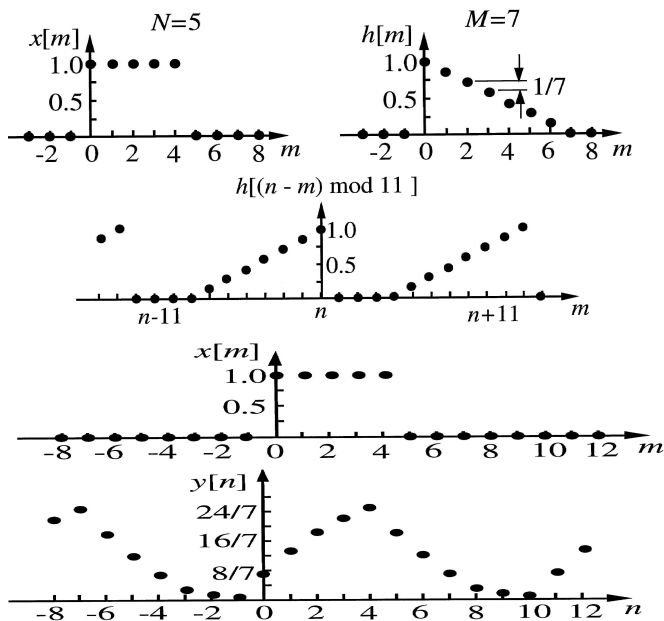 N=5
M=7
x[m]
h[m]
1.0
0.5
-2 0 2 4 6 8 m
1.0
0.5
1/7
-2 0 2 4 6 8 m
h[(n - m) mod 11 ]
1.0
0.5
n-11 n n+11 m
x[m]
1.0
0.5
-8 -6 -4 -2 0 2 4 6 8 10 12 m
y[n]
24/7
16/7
8/7
-8 -6 -4 -2 0 2 4 6 8 10 12 n